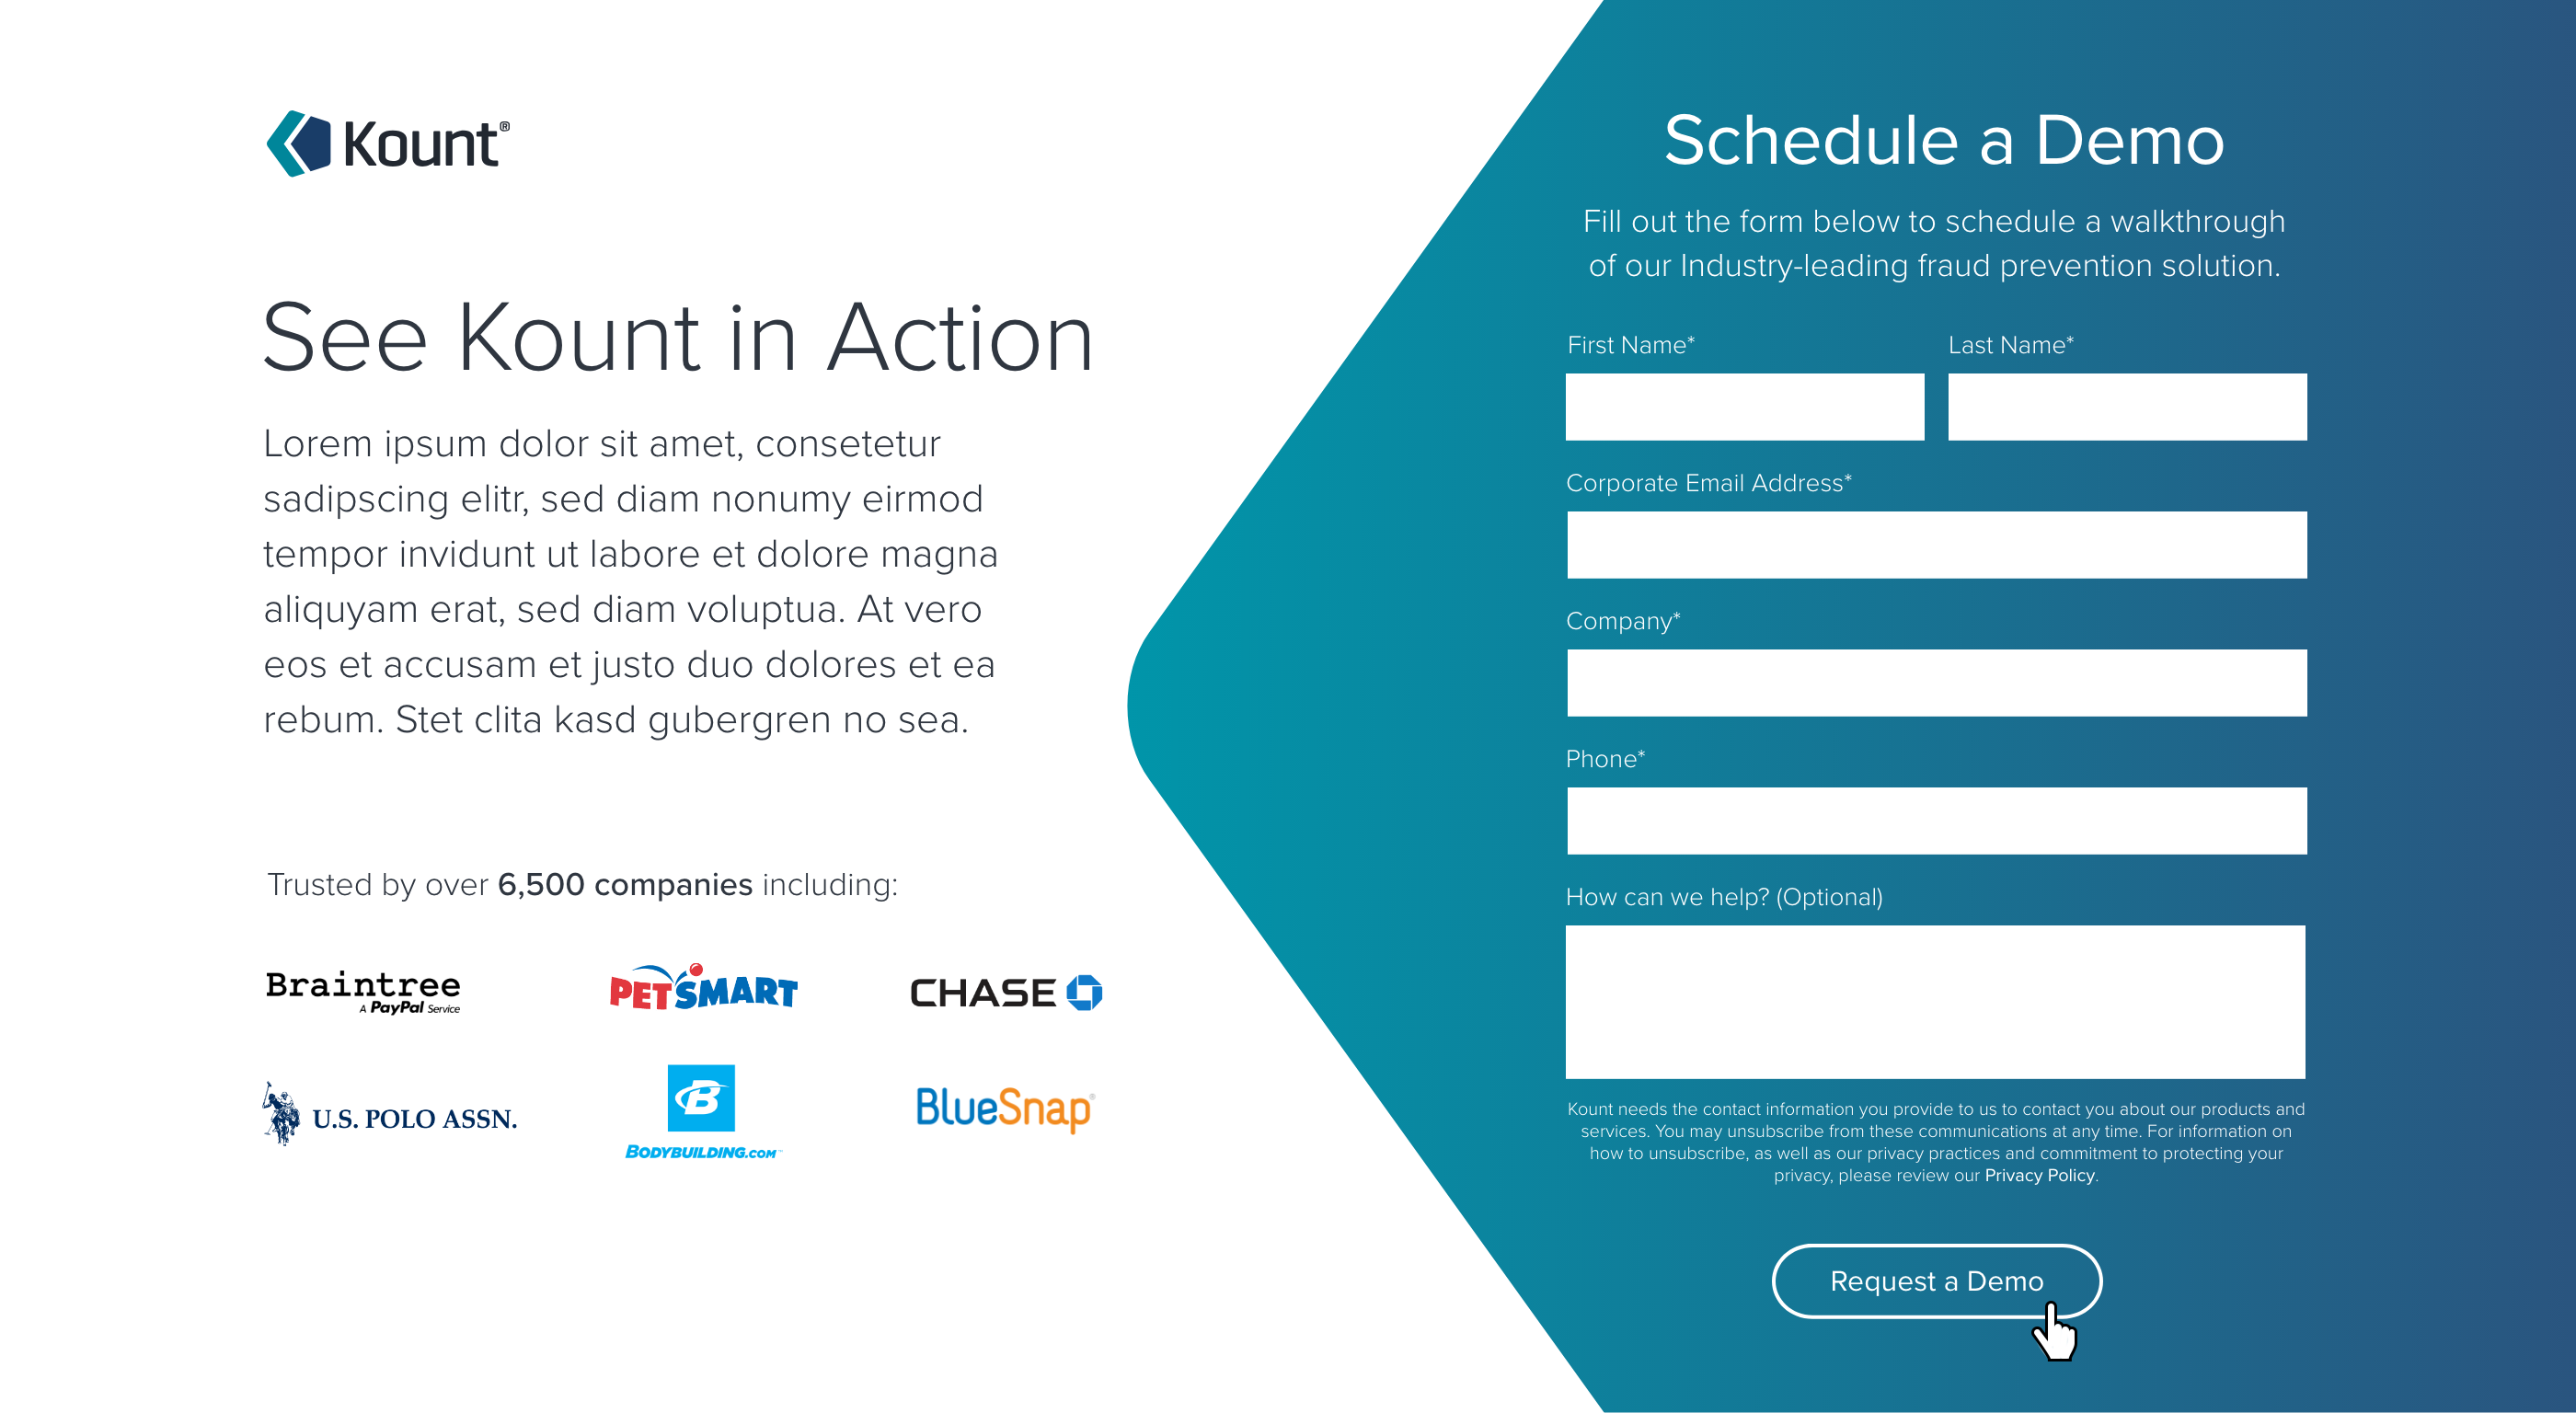 Kount®
See Kount in Action
Lorem ipsum dolor sit amet, consetetur
sadipscing elitr, sed diam nonumy eirmod
tempor invidunt ut labore et dolore magna
aliquyam erat, sed diam voluptua. At vero
eos et accusam et justo duo dolores et ea
rebum. Stet clita kasd gubergren no sea.
Trusted by over 6,500 companies including:
Braintree
A PayPal Service
PETSMART
CHASE
U.S. POLO ASSN.
B
BODYBUILDING.COM™
BlueSnap®
Schedule a Demo
Fill out the form below to schedule a walkthrough
of our Industry-leading fraud prevention solution.
First Name*
Last Name*
Corporate Email Address*
Company*
Phone*
How can we help? (Optional)
Kount needs the contact information you provide to us to contact you about our products and
services. You may unsubscribe from these communications at any time. For information on
how to unsubscribe, as well as our privacy practices and commitment to protecting your
privacy, please review our Privacy Policy.
Request a Demo